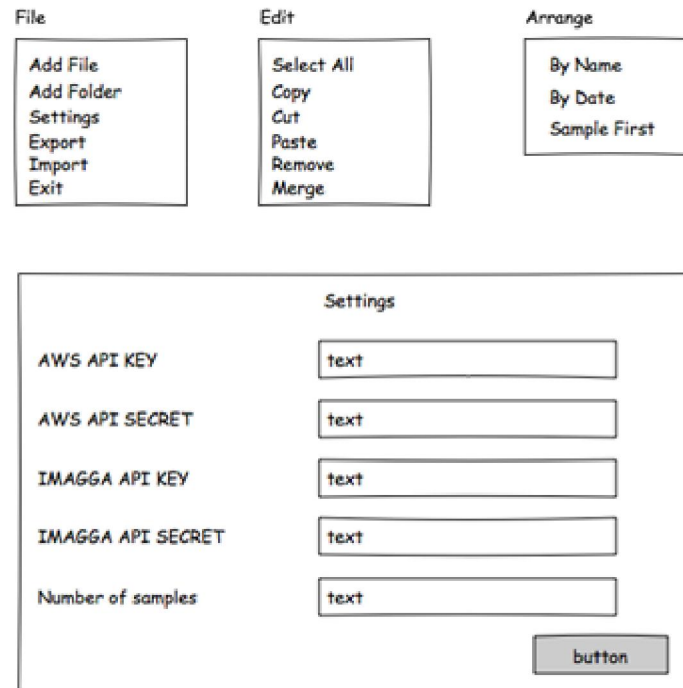 File
Add File
Add Folder
Settings
Export
Import
Exit
Edit
Select All
Copy
Cut
Paste
Remove
Merge
Arrange
By Name
By Date
Sample First
Settings
AWS API KEY text
AWS API SECRET text
IMAGGA API KEY text
IMAGGA API SECRET text
Number of samples text
button